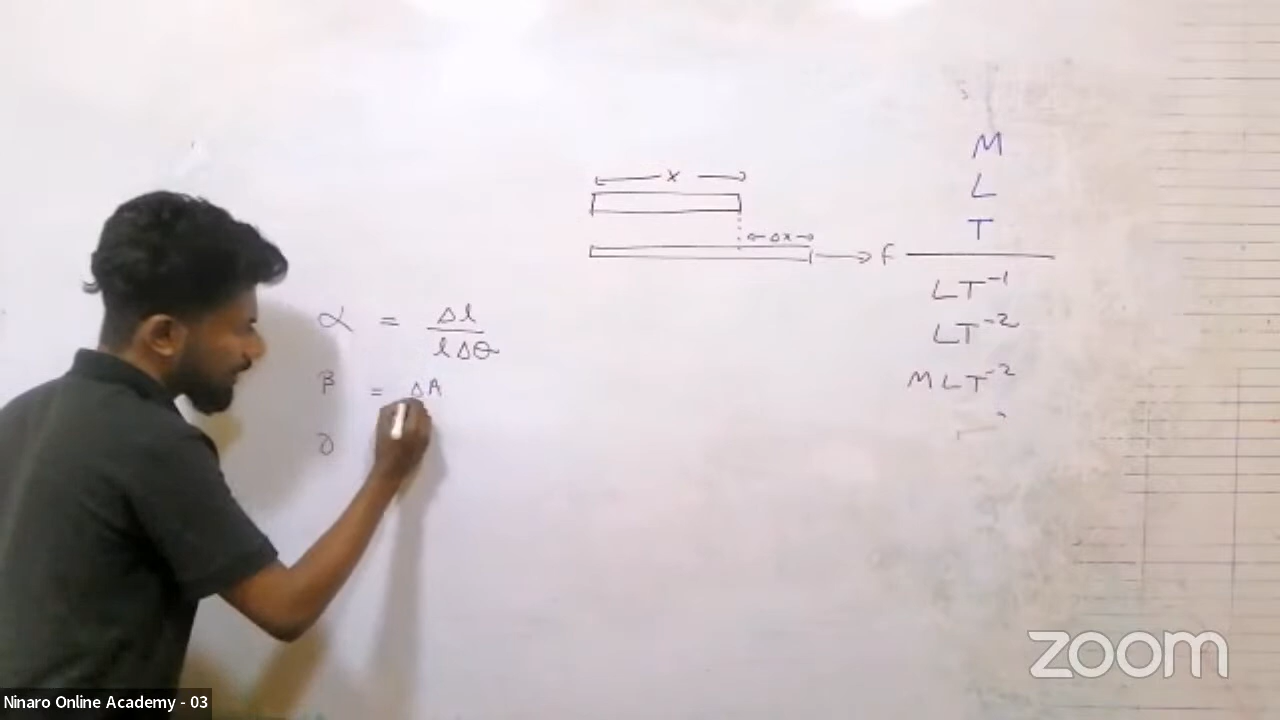 M
L
T
x
Δx
F
LT⁻¹
LT⁻²
MLT⁻²
α = Δl / lΔθ
β = ΔA
γ
zoom
Ninaro Online Academy - 03